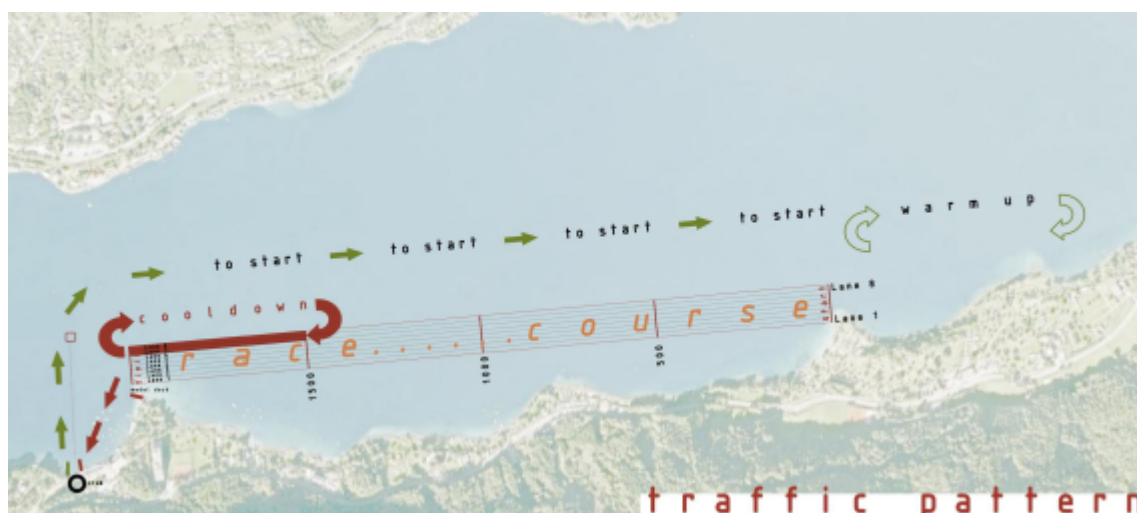 warm up
to start to start to start to start
Lane 8
cooldown
start
race.....course
Lane 1
1500
1000
500
traffic pattern